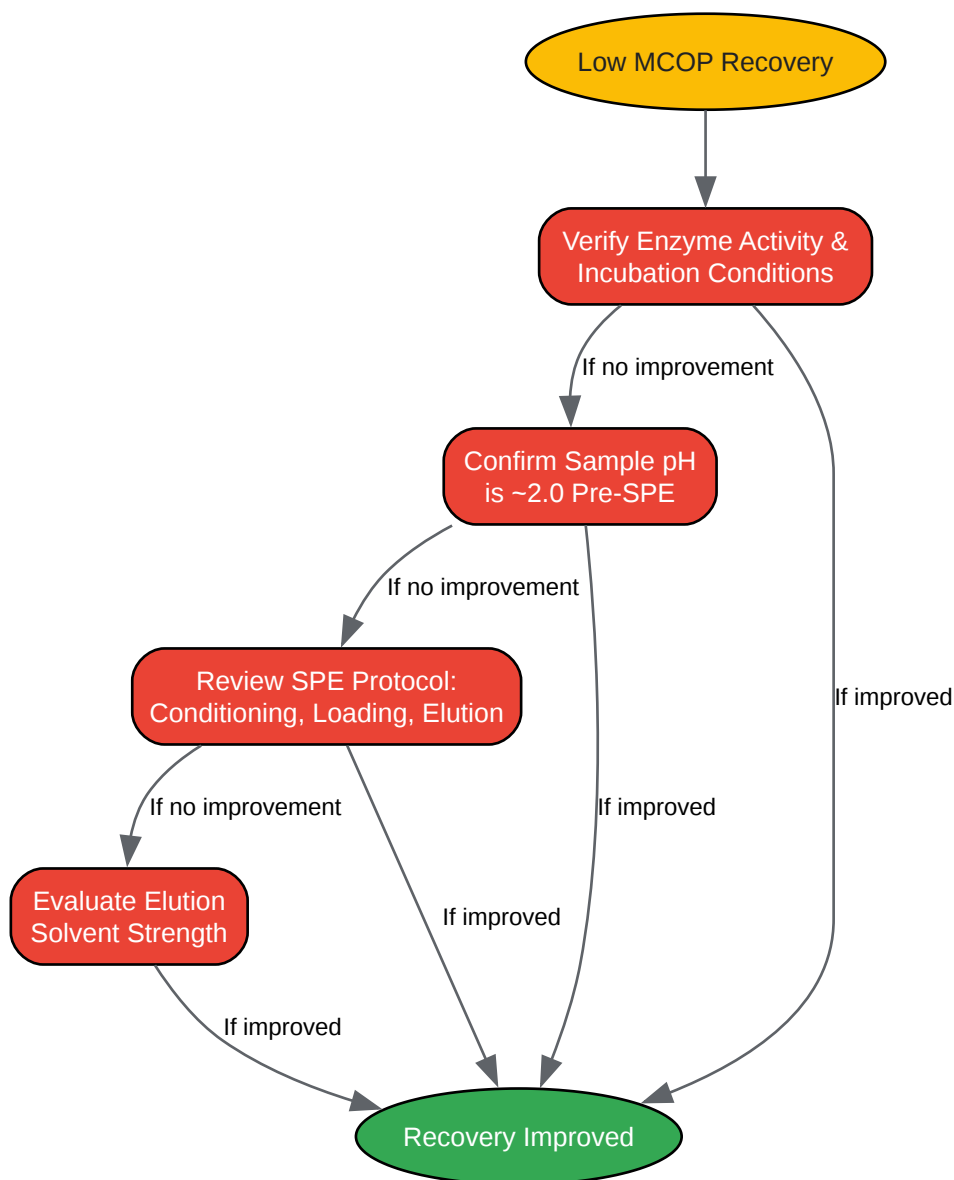 Low MCOP Recovery
Verify Enzyme Activity &
Incubation Conditions
If no improvement
Confirm Sample pH
is ~2.0 Pre-SPE
If no improvement
Review SPE Protocol:
Conditioning, Loading, Elution
If improved
If no improvement
If improved
Evaluate Elution
Solvent Strength
If improved
If improved
Recovery Improved